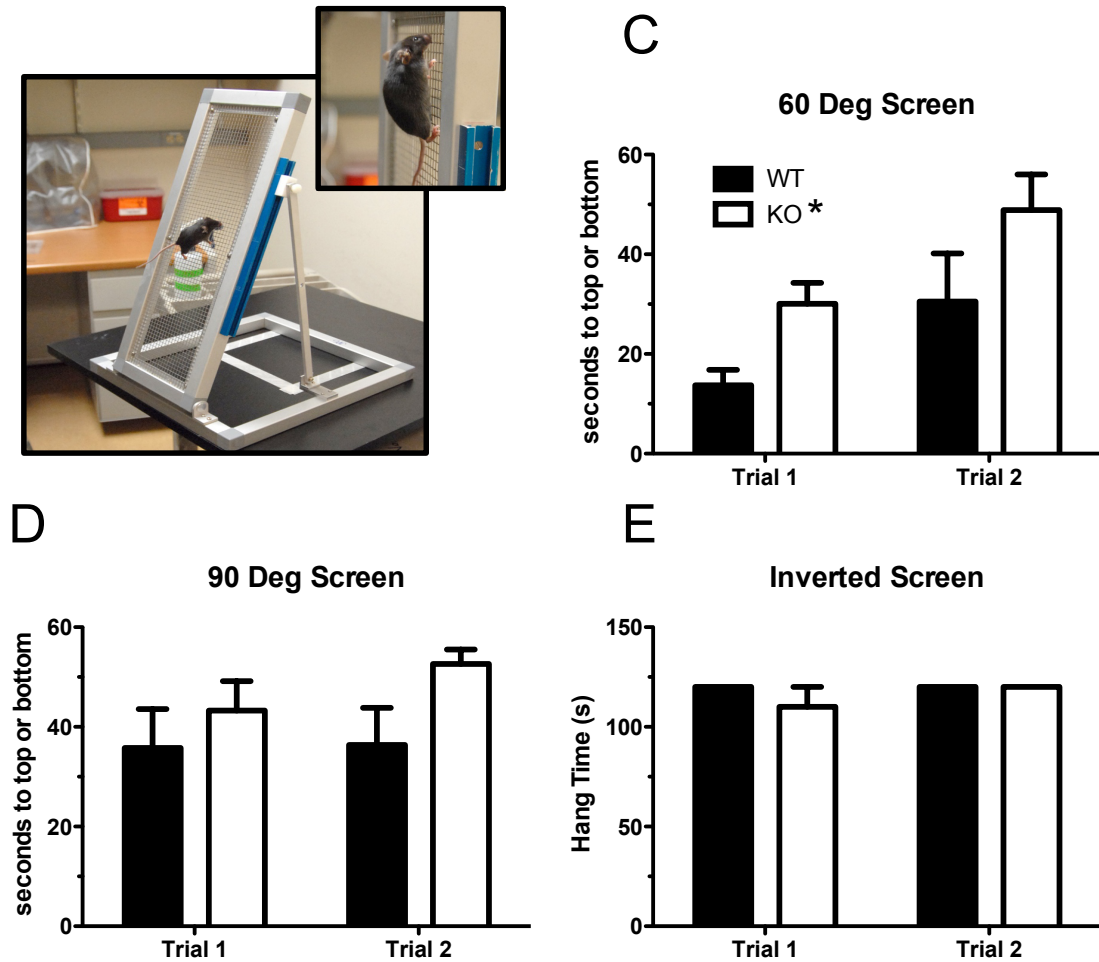 C
60 Deg Screen
seconds to top or bottom
60
40
20
0
WT
KO *
Trial 1
Trial 2
D
90 Deg Screen
seconds to top or bottom
60
40
20
0
Trial 1
Trial 2
E
Inverted Screen
Hang Time (s)
150
100
50
0
Trial 1
Trial 2